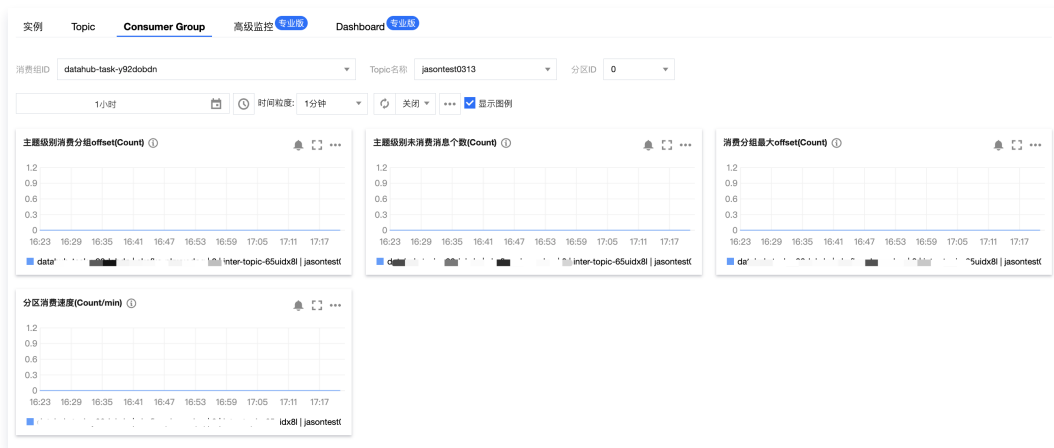 实例 Topic Consumer Group 高级监控 专业版 Dashboard 专业版
消费组ID datahub-task-y92dobdn Topic名称 jasontest0313 分区ID 0
1小时 时间粒度: 1分钟 关闭 显示图例
主题级别消费分组offset(Count)
1.2
0.9
0.6
0.3
0
16:23 16:29 16:35 16:41 16:47 16:53 16:59 17:05 17:11 17:17
inter-topic-65uidx8l | jasontest(
主题级别未消费消息个数(Count)
1.2
0.9
0.6
0.3
0
16:23 16:29 16:35 16:41 16:47 16:53 16:59 17:05 17:11 17:17
inter-topic-65uidx8l | jasontest(
消费分组最大offset(Count)
1.2
0.9
0.6
0.3
0
16:23 16:29 16:35 16:41 16:47 16:53 16:59 17:05 17:11 17:17
5uidx8l | jasontest(
分区消费速度(Count/min)
1.2
0.9
0.6
0.3
0
16:23 16:29 16:35 16:41 16:47 16:53 16:59 17:05 17:11 17:17
idx8l | jasontest(